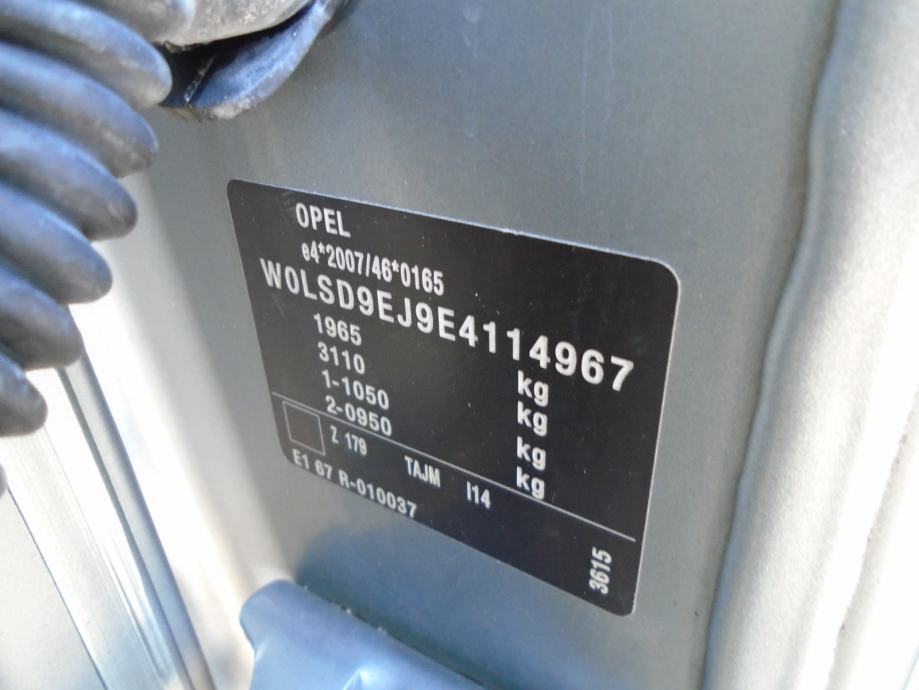 OPEL
e4*2007/46*0165
W0LSD9EJ9E4114967
1965 kg
3110 kg
1-1050 kg
2-0950 kg
Z 179 TAJM I14
E1 67 R-010037
3615